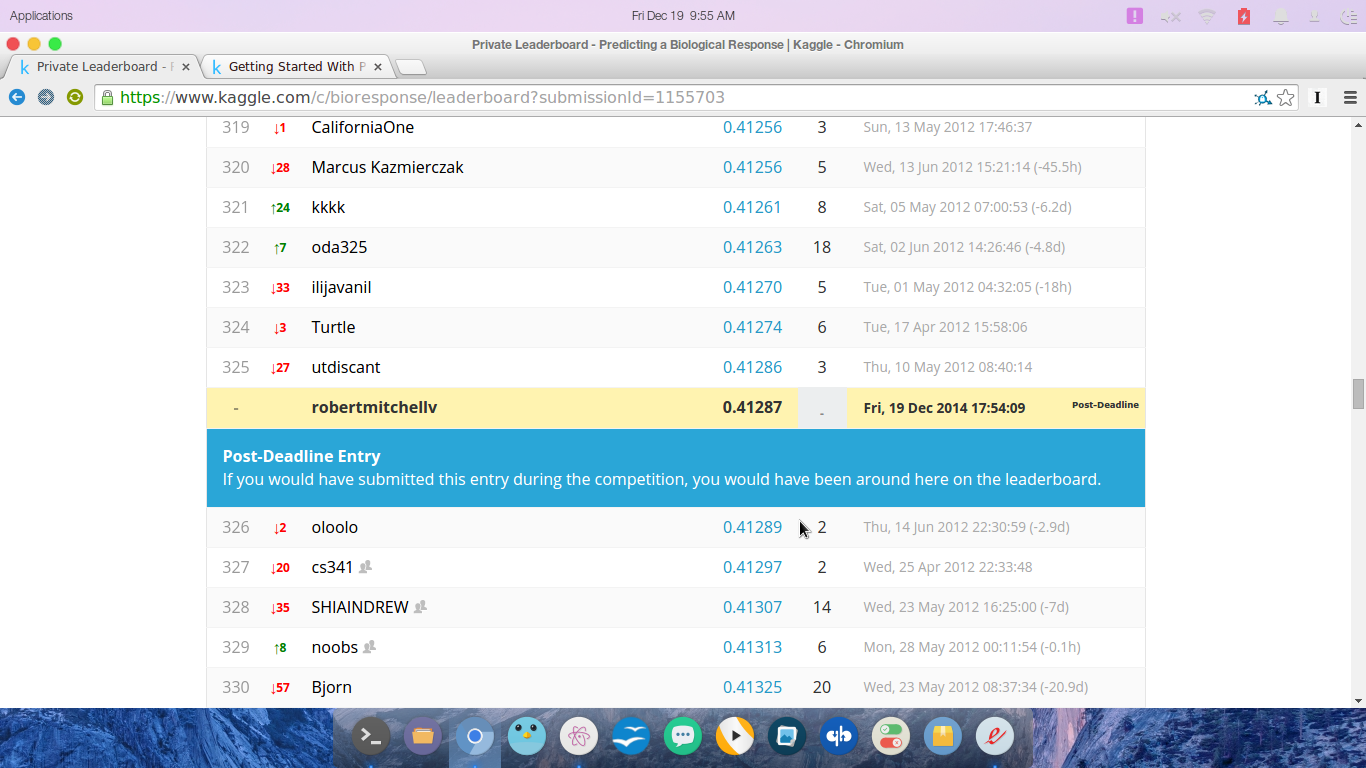 Applications
Fri Dec 19 9:55 AM
Private Leaderboard - Predicting a Biological Response | Kaggle - Chromium
Private Leaderboard - Getting Started With P
https://www.kaggle.com/c/bioresponse/leaderboard?submissionId=1155703
319 ↓1 CaliforniaOne 0.41256 3 Sun, 13 May 2012 17:46:37
320 ↓28 Marcus Kazmierczak 0.41256 5 Wed, 13 Jun 2012 15:21:14 (-45.5h)
321 ↑24 kkkk 0.41261 8 Sat, 05 May 2012 07:00:53 (-6.2d)
322 ↑7 oda325 0.41263 18 Sat, 02 Jun 2012 14:26:46 (-4.8d)
323 ↓33 ilijavanil 0.41270 5 Tue, 01 May 2012 04:32:05 (-18h)
324 ↓3 Turtle 0.41274 6 Tue, 17 Apr 2012 15:58:06
325 ↓27 utdiscant 0.41286 3 Thu, 10 May 2012 08:40:14
- robertmitchellv 0.41287 - Fri, 19 Dec 2014 17:54:09 Post-Deadline
Post-Deadline Entry
If you would have submitted this entry during the competition, you would have been around here on the leaderboard.
326 ↓2 oloolo 0.41289 2 Thu, 14 Jun 2012 22:30:59 (-2.9d)
327 ↓20 cs341 0.41297 2 Wed, 25 Apr 2012 22:33:48
328 ↓35 SHIAINDREW 0.41307 14 Wed, 23 May 2012 16:25:00 (-7d)
329 ↑8 noobs 0.41313 6 Mon, 28 May 2012 00:11:54 (-0.1h)
330 ↓57 Bjorn 0.41325 20 Wed, 23 May 2012 08:37:34 (-20.9d)